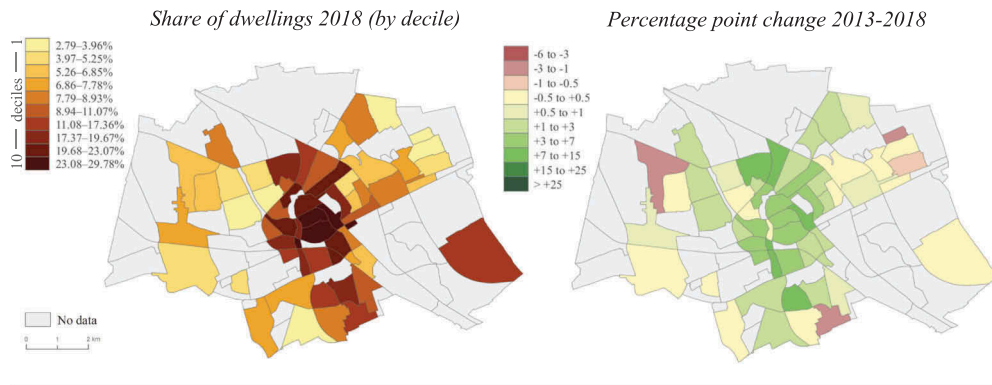 Share of dwellings 2018 (by decile)
Percentage point change 2013-2018
10 — deciles — 1
2.79–3.96%
3.97–5.25%
5.26–6.85%
6.86–7.78%
7.79–8.93%
8.94–11.07%
11.08–17.36%
17.37–19.67%
19.68–23.07%
23.08–29.78%
-6 to -3
-3 to -1
-1 to -0.5
-0.5 to +0.5
+0.5 to +1
+1 to +3
+3 to +7
+7 to +15
+15 to +25
> +25
No data
0 1 2 km